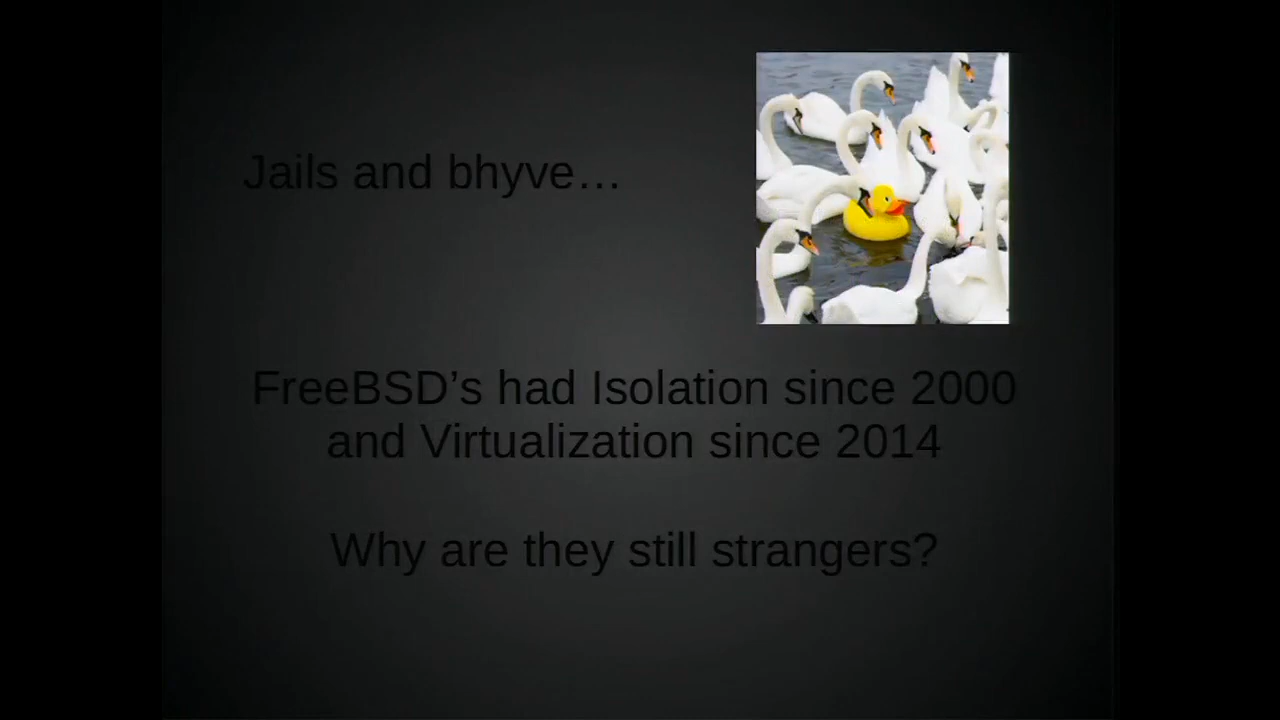 Jails and bhyve…
FreeBSD’s had Isolation since 2000
and Virtualization since 2014
Why are they still strangers?